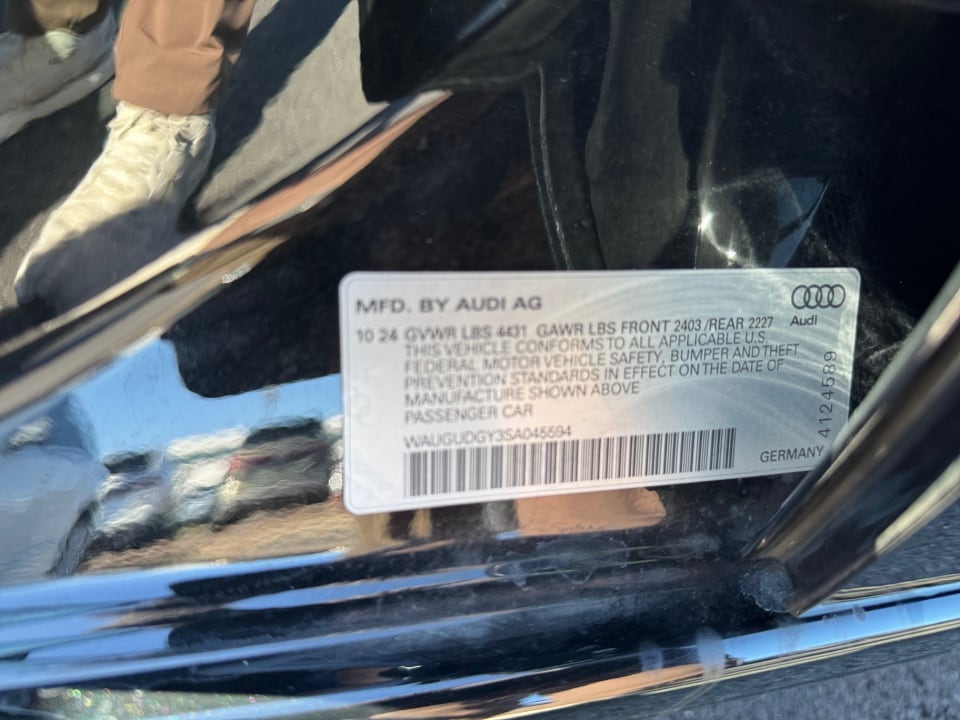 MFD. BY AUDI AG
Audi
10 24 GVWR LBS 4431 GAWR LBS FRONT 2403 /REAR 2227
THIS VEHICLE CONFORMS TO ALL APPLICABLE U.S.
FEDERAL MOTOR VEHICLE SAFETY, BUMPER AND THEFT
PREVENTION STANDARDS IN EFFECT ON THE DATE OF
MANUFACTURE SHOWN ABOVE
PASSENGER CAR
WAUGUDGY3SA045594
GERMANY
4124589